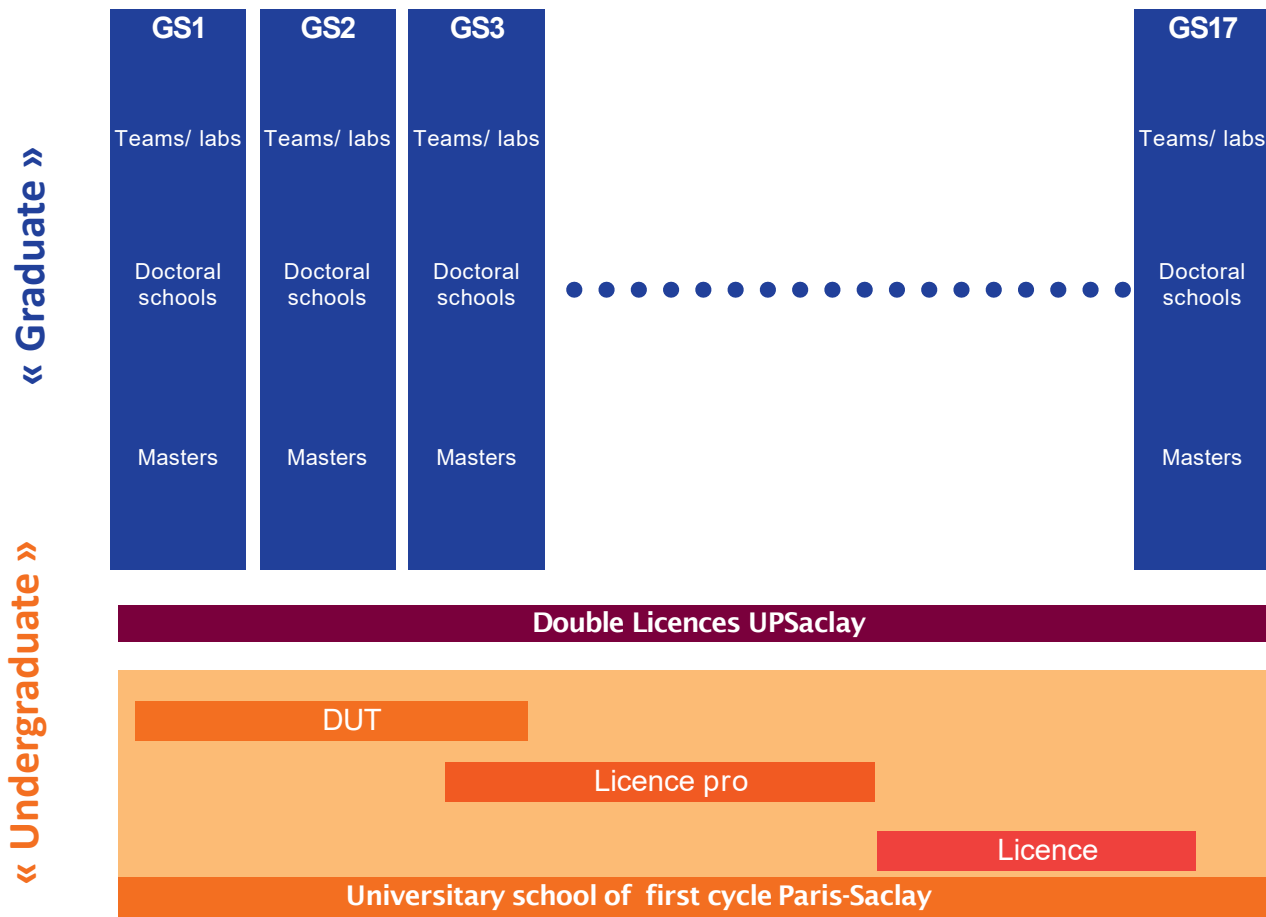 GS1
GS2
GS3
GS17
« Graduate »
Teams/ labs
Teams/ labs
Teams/ labs
Teams/ labs
Doctoral
schools
Doctoral
schools
Doctoral
schools
Doctoral
schools
Masters
Masters
Masters
Masters
« Undergraduate »
Double Licences UPSaclay
DUT
Licence pro
Licence
Universitary school of first cycle Paris-Saclay